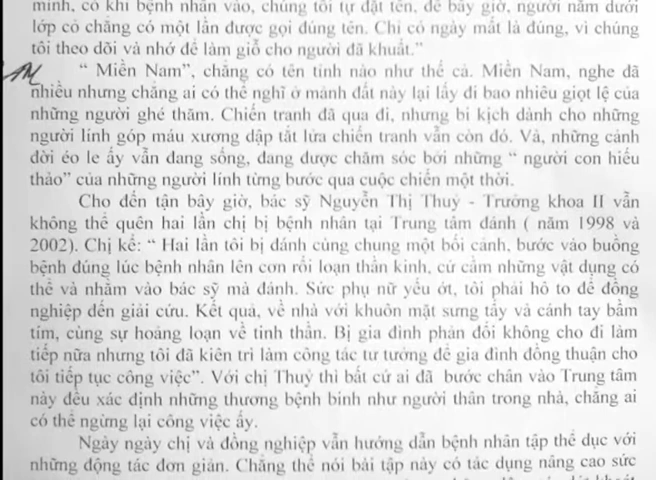 minh, có khi bệnh nhân vào, chúng tôi tự đặt tên, để bây giờ, người nằm dưới
lớp cỏ chẳng có một lần được gọi đúng tên. Chỉ có ngày mất là đúng, vì chúng
tôi theo dõi và nhớ để làm giỗ cho người đã khuất.”
“ Miền Nam”, chẳng có tên tỉnh nào như thế cả. Miền Nam, nghe đã
nhiều nhưng chẳng ai có thể nghĩ ở mảnh đất này lại lấy đi bao nhiêu giọt lệ của
những người ghé thăm. Chiến tranh đã qua đi, nhưng bi kịch dành cho những
người lính góp máu xương dập tắt lửa chiến tranh vẫn còn đó. Và, những cảnh
đời éo le ấy vẫn đang sống, đang được chăm sóc bởi những “ người con hiếu
thảo” của những người lính từng bước qua cuộc chiến một thời.
Cho đến tận bây giờ, bác sỹ Nguyễn Thị Thuỷ - Trưởng khoa II vẫn
không thể quên hai lần chị bị bệnh nhân tại Trung tâm đánh ( năm 1998 và
2002). Chị kể: “ Hai lần tôi bị đánh cùng chung một bối cảnh, bước vào buồng
bệnh đúng lúc bệnh nhân lên cơn rối loạn thần kinh, cứ cầm những vật dụng có
thể và nhằm vào bác sỹ mà đánh. Sức phụ nữ yếu ớt, tôi phải hô to để đồng
nghiệp đến giải cứu. Kết quả, về nhà với khuôn mặt sưng tấy và cánh tay bầm
tím, cùng sự hoảng loạn về tinh thần. Bị gia đình phản đối không cho đi làm
tiếp nữa nhưng tôi đã kiên trì làm công tác tư tưởng để gia đình đồng thuận cho
tôi tiếp tục công việc”. Với chị Thuỷ thì bất cứ ai đã bước chân vào Trung tâm
này đều xác định những thương bệnh binh như người thân trong nhà, chẳng ai
có thể ngừng lại công việc ấy.
Ngày ngày chị và đồng nghiệp vẫn hướng dẫn bệnh nhân tập thể dục với
những động tác đơn giản. Chẳng thể nói bài tập này có tác dụng nâng cao sức